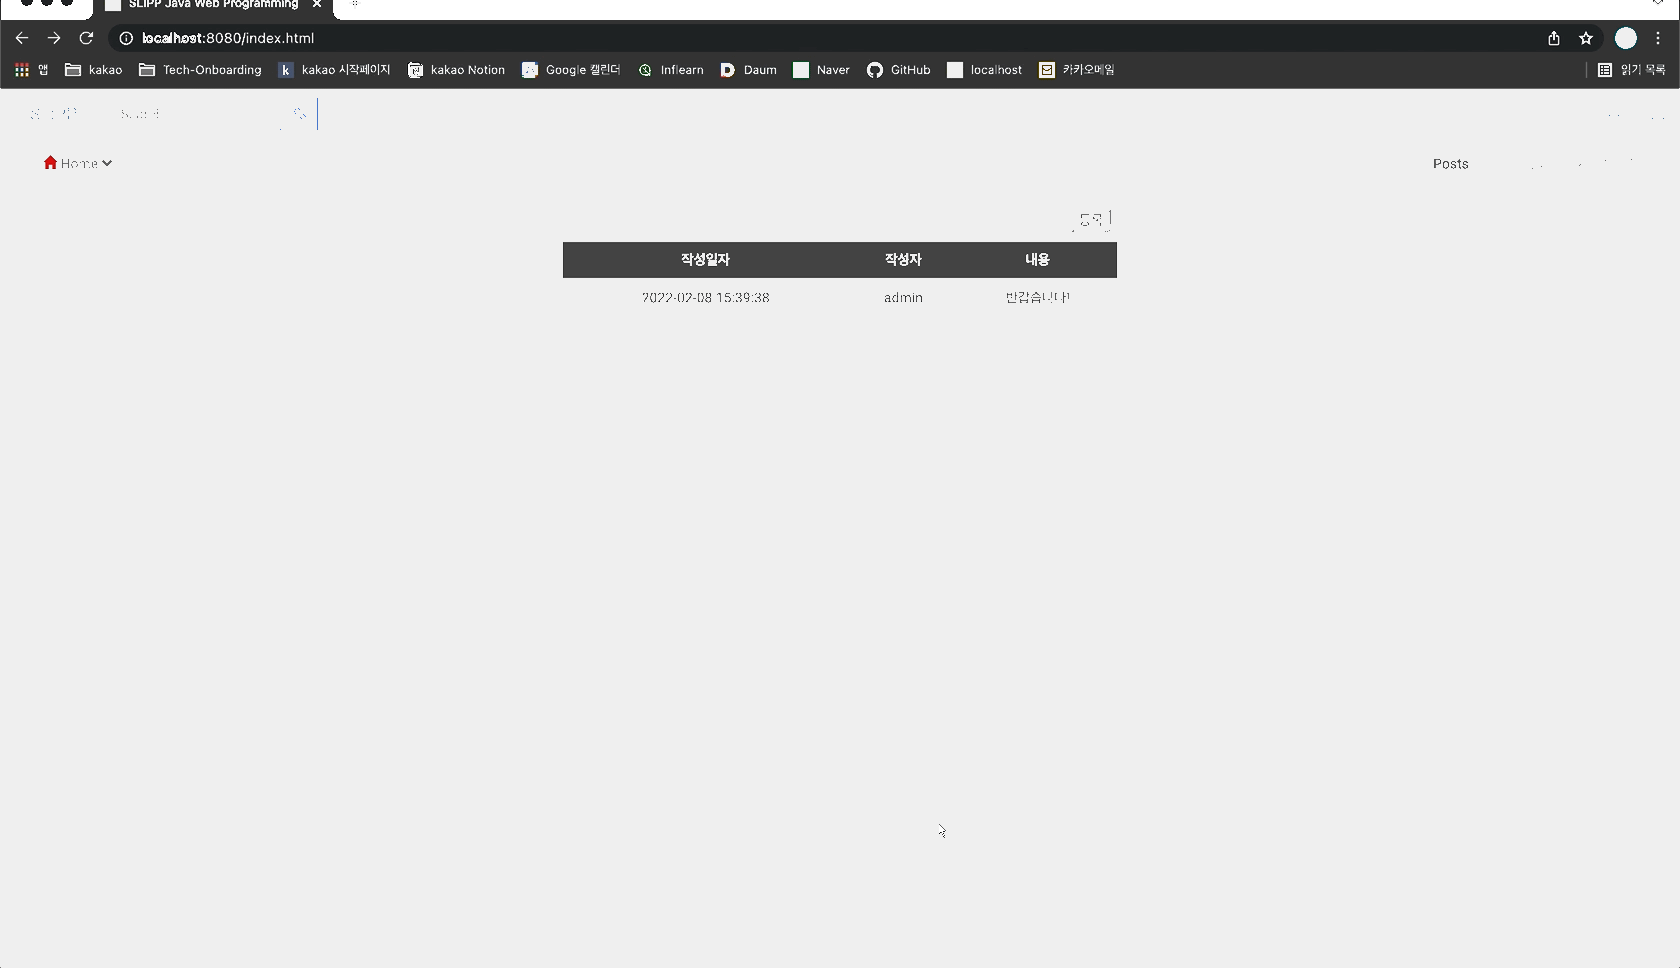 SLIPP Java Web Programming
localhost:8080/index.html
앱 kakao Tech-Onboarding kakao 시작페이지 kakao Notion Google 캘린더 Inflearn Daum Naver GitHub localhost 카카오메일 읽기 목록
Home Posts
등록
작성일자 작성자 내용
2022-02-08 15:39:38 admin 반갑습니다!